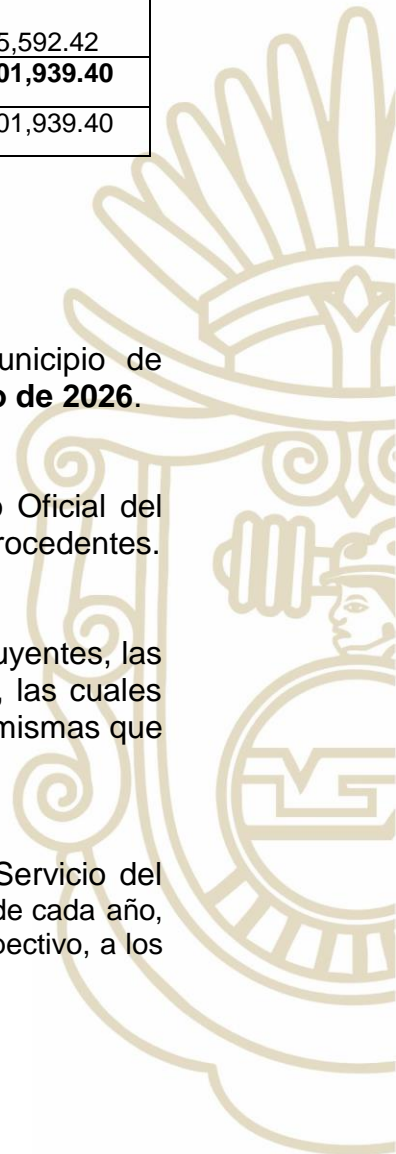 5,592.42
01,939.40
01,939.40
unicipio de
o de 2026.
o Oficial del
rocedentes.
uyentes, las
, las cuales
mismas que
Servicio del
de cada año,
pectivo, a los